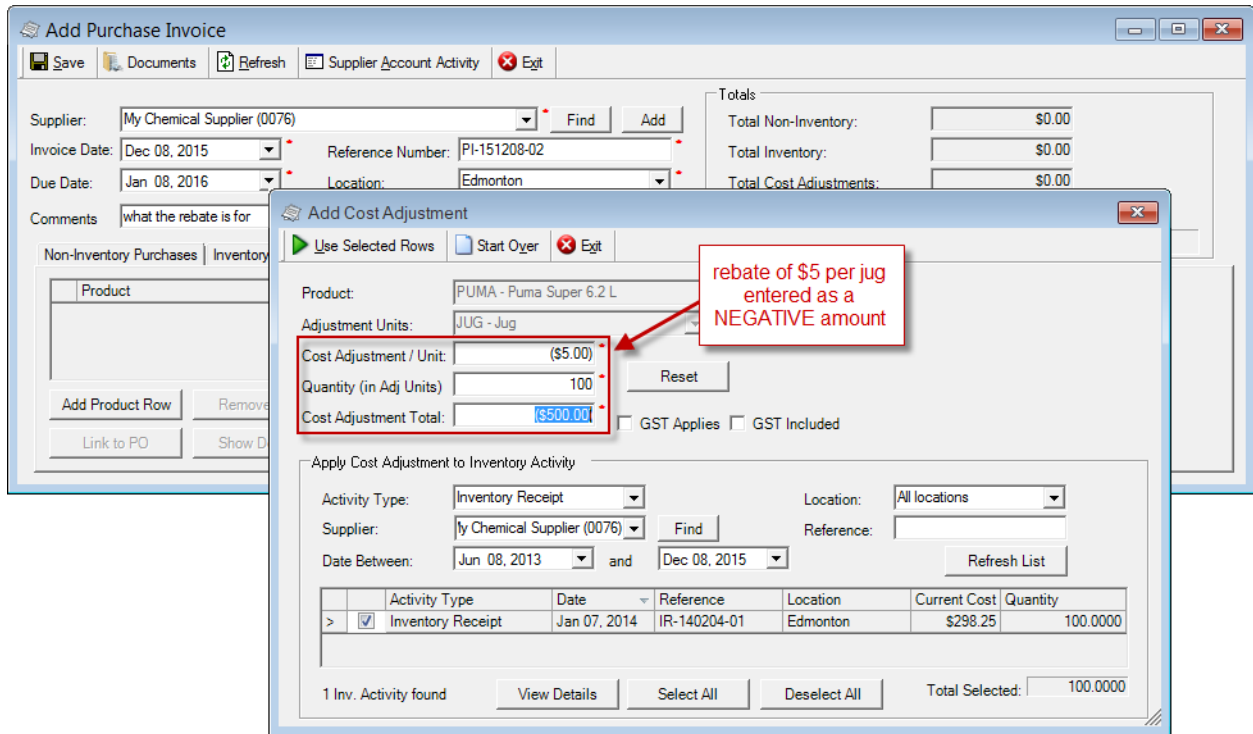 Add Purchase Invoice
Save Documents Refresh Supplier Account Activity Exit
Totals
Supplier: My Chemical Supplier (0076) * Find Add Total Non-Inventory: $0.00
Invoice Date: Dec 08, 2015 * Reference Number: PI-151208-02 * Total Inventory: $0.00
Due Date: Jan 08, 2016 * Location: Edmonton * Total Cost Adjustments: $0.00
Comments what the rebate is for
Non-Inventory Purchases Inventory
Product
Add Product Row Remove
Link to PO Show D
Add Cost Adjustment
Use Selected Rows Start Over Exit
rebate of $5 per jug
entered as a
NEGATIVE amount
Product: PUMA - Puma Super 6.2 L
Adjustment Units: JUG - Jug
Cost Adjustment / Unit: ($5.00) *
Quantity (in Adj Units) 100 * Reset
Cost Adjustment Total: ($500.00) * GST Applies GST Included
Apply Cost Adjustment to Inventory Activity
Activity Type: Inventory Receipt Location: All locations
Supplier: ly Chemical Supplier (0076) Find Reference:
Date Between: Jun 08, 2013 and Dec 08, 2015 Refresh List
Activity Type Date Reference Location Current Cost Quantity
> Inventory Receipt Jan 07, 2014 IR-140204-01 Edmonton $298.25 100.0000
1 Inv. Activity found View Details Select All Deselect All Total Selected: 100.0000